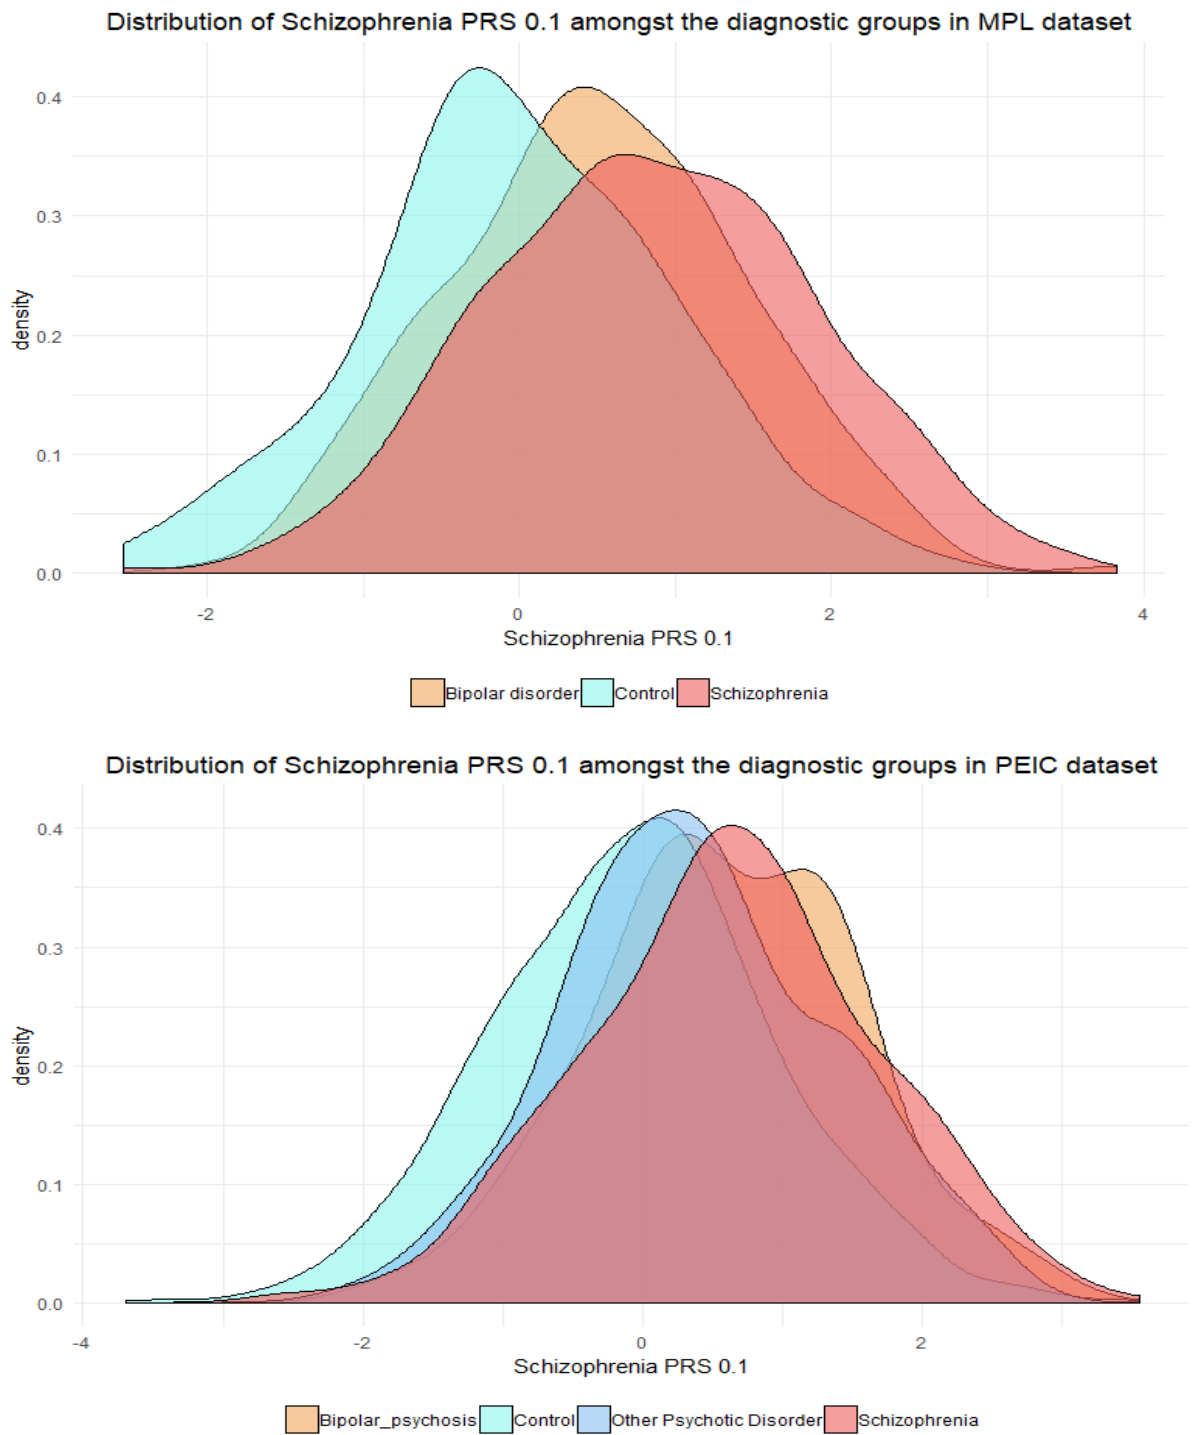 Distribution of Schizophrenia PRS 0.1 amongst the diagnostic groups in MPL dataset
0.4
0.3
0.2
0.1
0.0
density
-2 0 2 4
Schizophrenia PRS 0.1
Bipolar disorder Control Schizophrenia
Distribution of Schizophrenia PRS 0.1 amongst the diagnostic groups in PEIC dataset
0.4
0.3
0.2
0.1
0.0
density
-4 -2 0 2
Schizophrenia PRS 0.1
Bipolar_psychosis Control Other Psychotic Disorder Schizophrenia